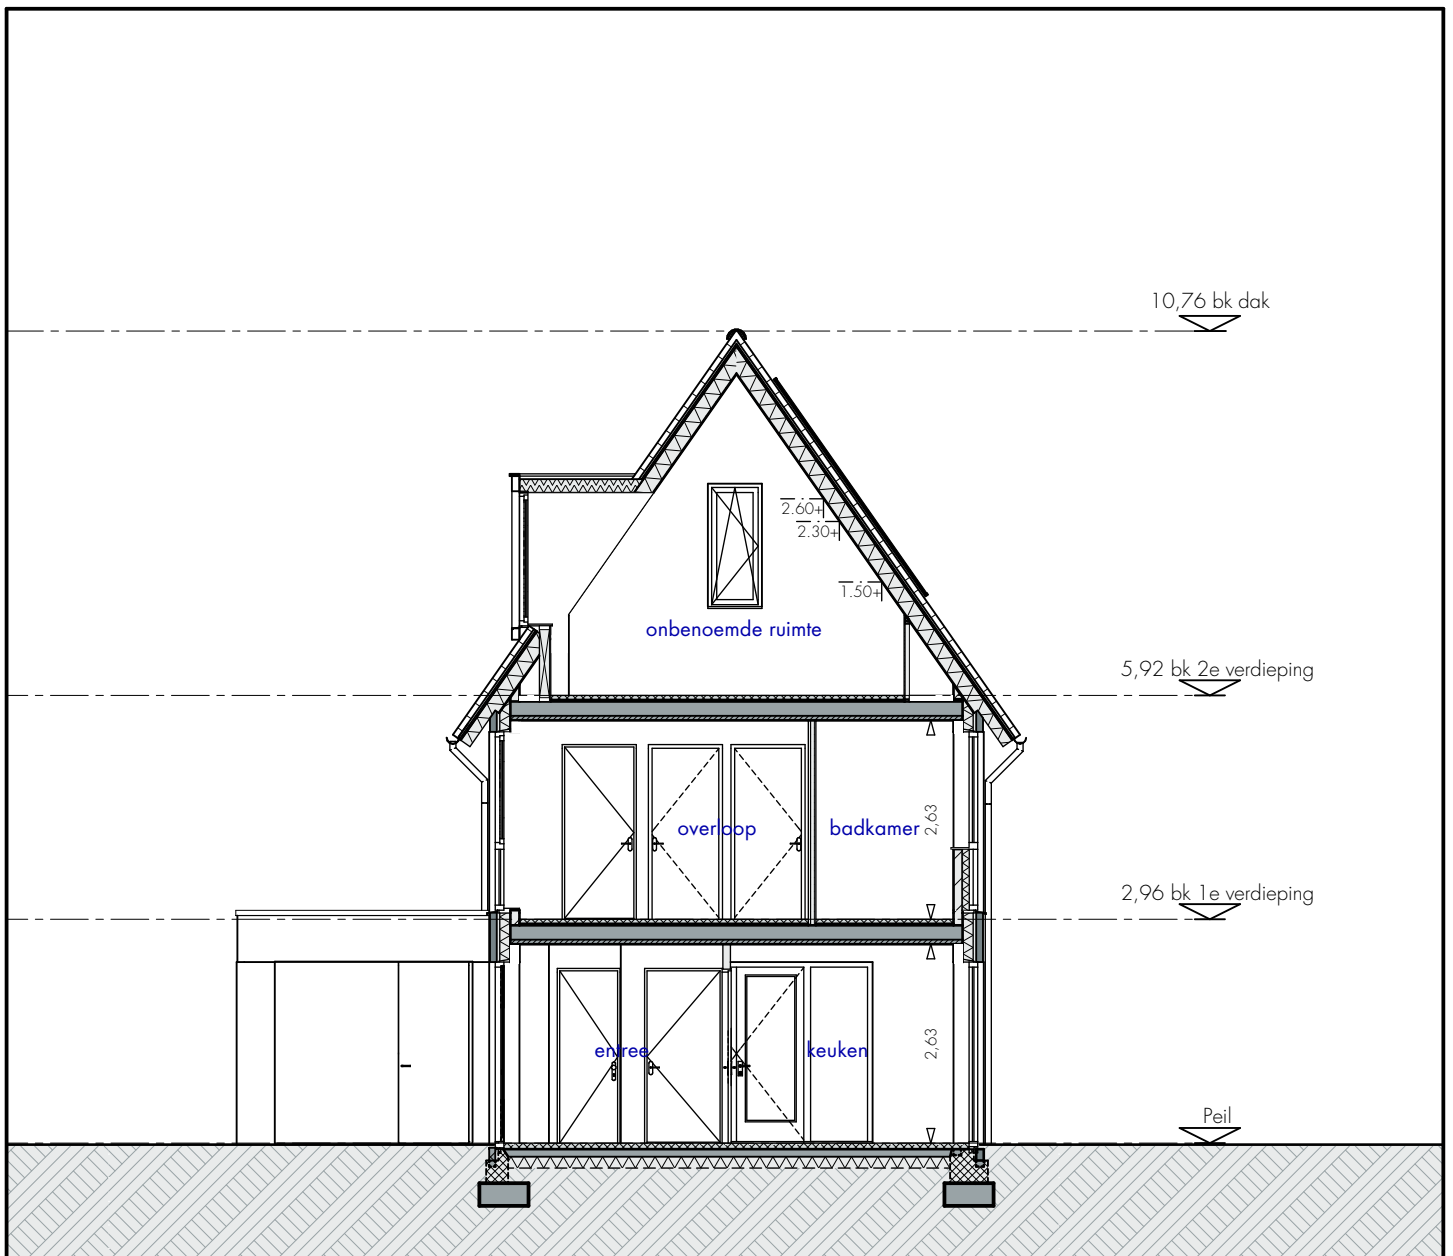 10,76 bk dak
2.60+
2.30+
1.50+
onbenoemde ruimte
5,92 bk 2e verdieping
overloop
badkamer
2,63
2,96 bk 1e verdieping
entree
keuken
2,63
Peil